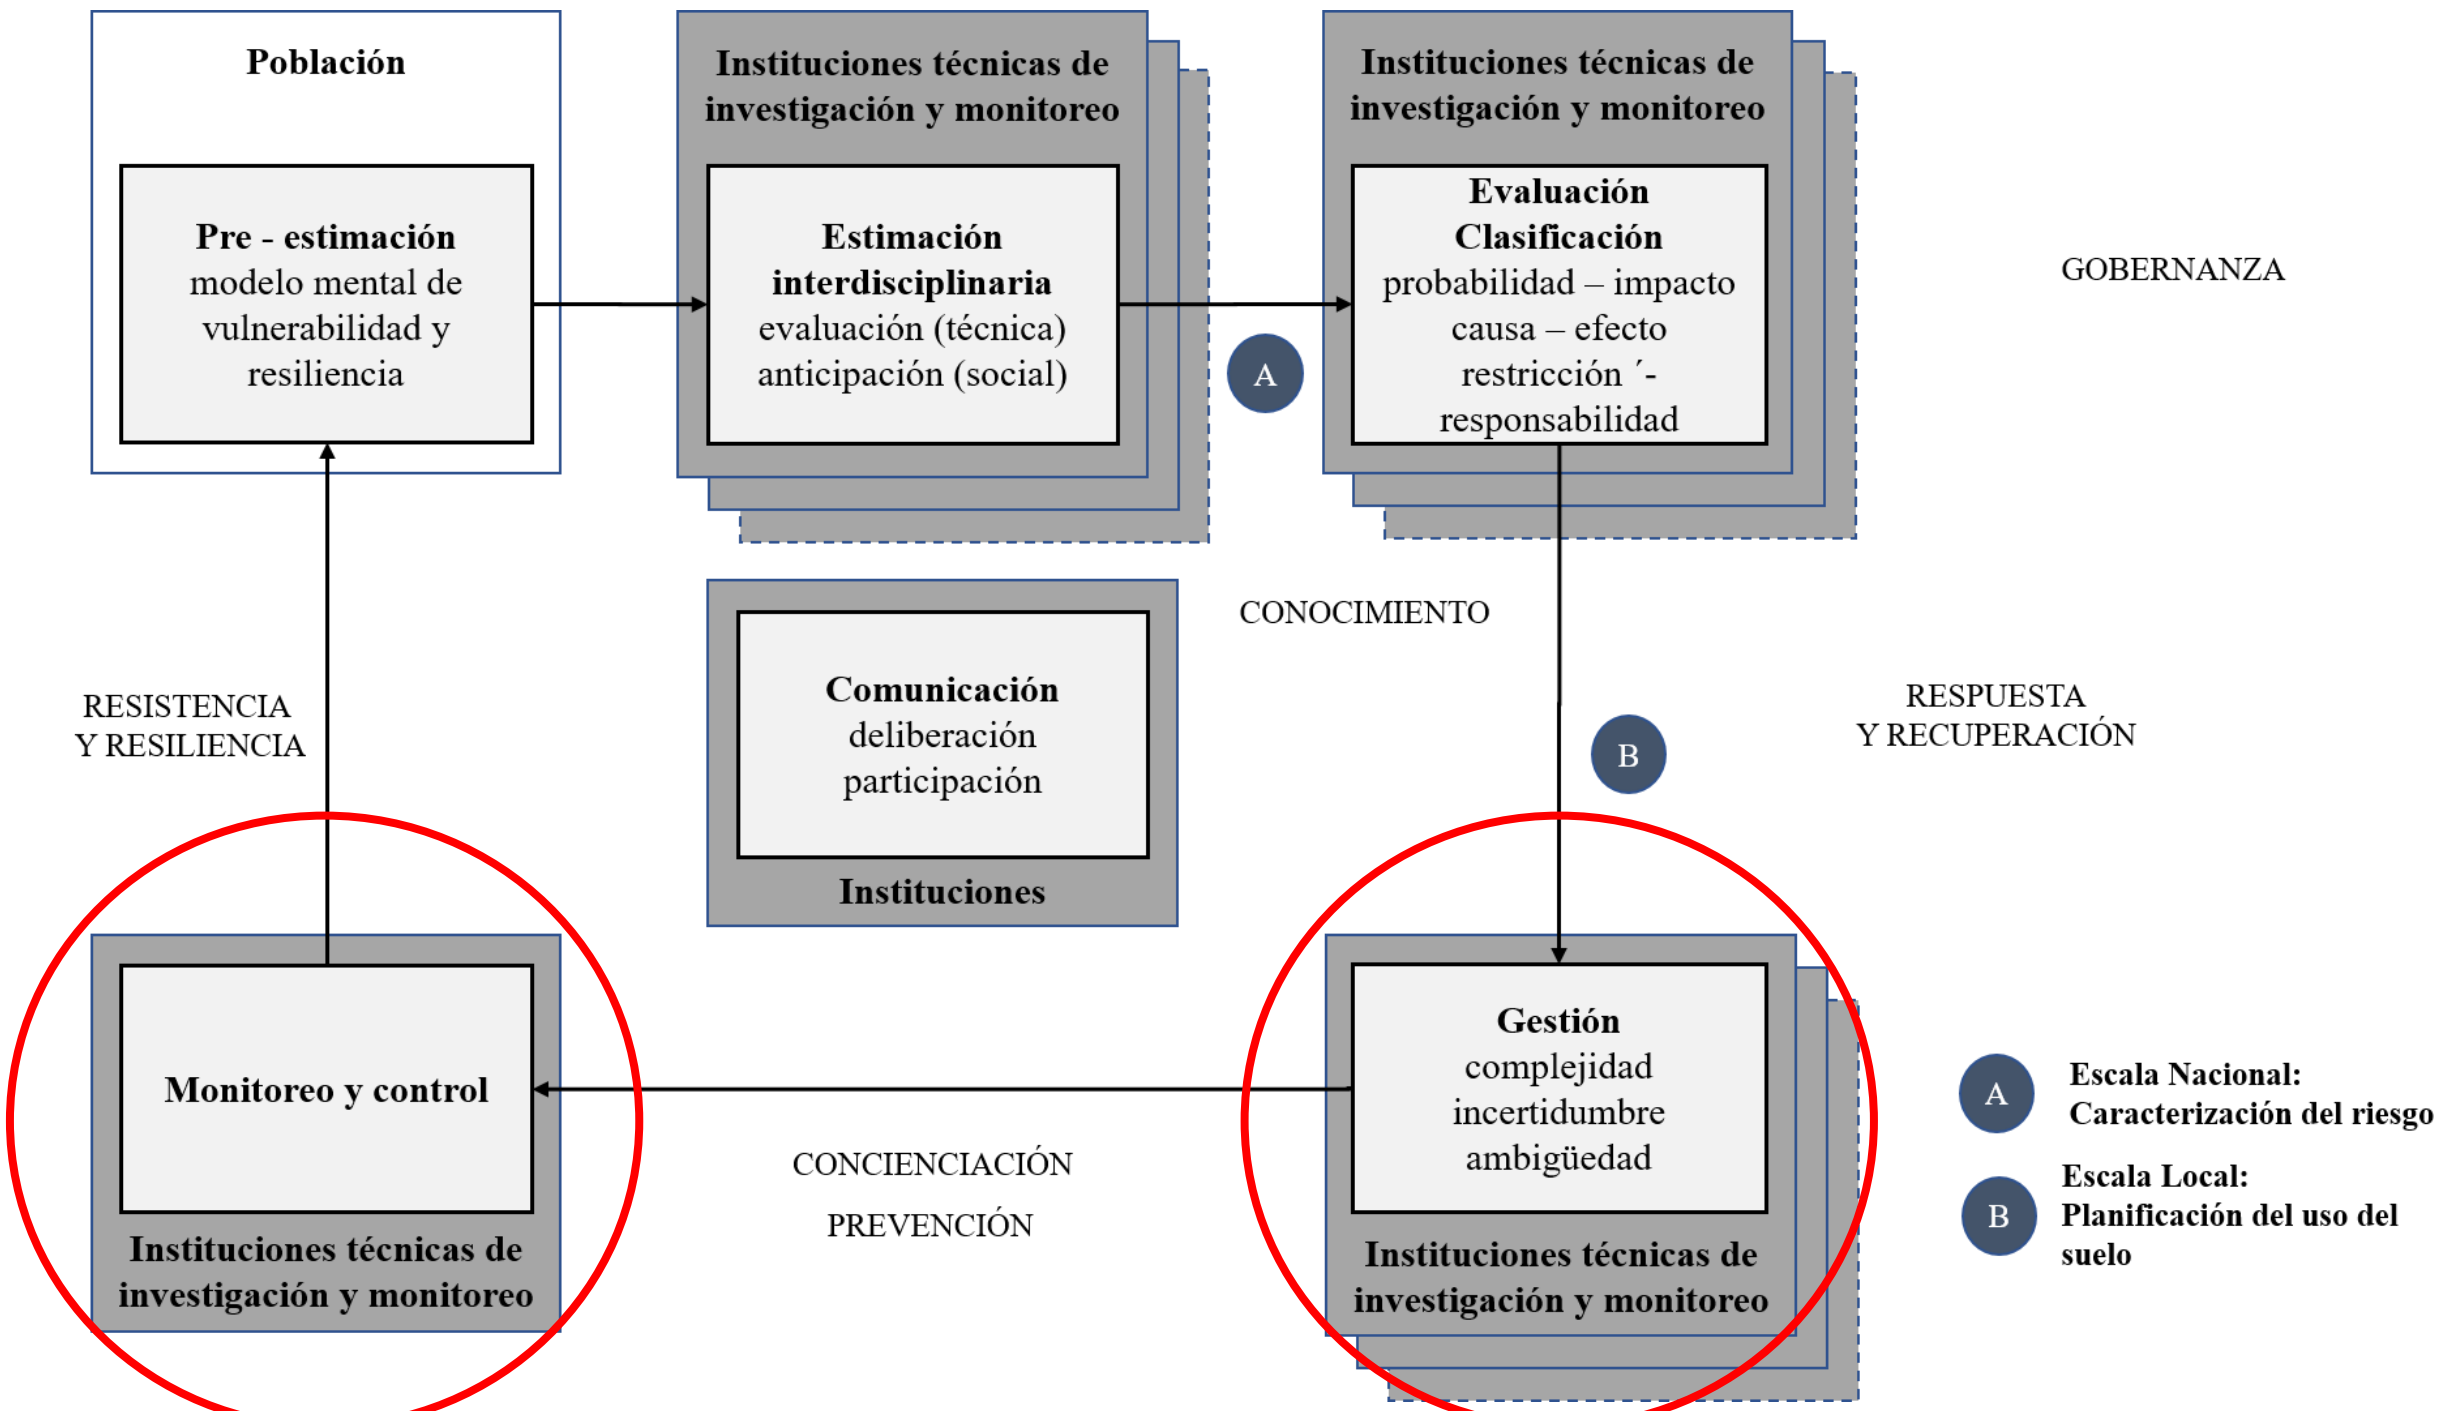 Población
Pre - estimación
modelo mental de
vulnerabilidad y
resiliencia
Instituciones técnicas de
investigación y monitoreo
Estimación
interdisciplinaria
evaluación (técnica)
anticipación (social)
A
Instituciones técnicas de
investigación y monitoreo
Evaluación
Clasificación
probabilidad – impacto
causa – efecto
restricción ´-
responsabilidad
GOBERNANZA
CONOCIMIENTO
Comunicación
deliberación
participación
Instituciones
RESISTENCIA
Y RESILIENCIA
B
RESPUESTA
Y RECUPERACIÓN
Monitoreo y control
Instituciones técnicas de
investigación y monitoreo
CONCIENCIACIÓN
PREVENCIÓN
Gestión
complejidad
incertidumbre
ambigüedad
Instituciones técnicas de
investigación y monitoreo
A
Escala Nacional:
Caracterización del riesgo
B
Escala Local:
Planificación del uso del
suelo